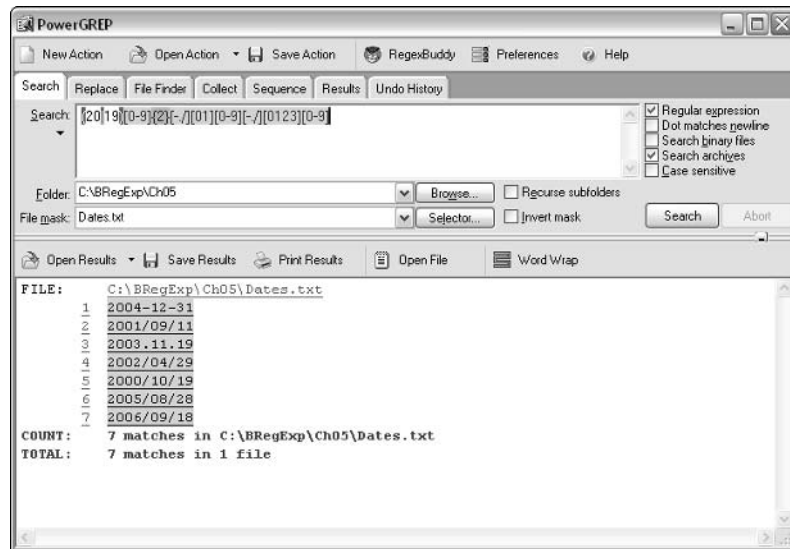 PowerGREP
New Action Open Action Save Action RegexBuddy Preferences Help
Search Replace File Finder Collect Sequence Results Undo History
Search: (20|19)[0-9]{2}[-./][01][0-9][-./][0123][0-9]
Regular expression
Dot matches newline
Search binary files
Search archives
Case sensitive
Folder: C:\BRegExp\Ch05 Browse... Recurse subfolders
File mask: Dates.txt Selector... Invert mask Search Abort
Open Results Save Results Print Results Open File Word Wrap
FILE: C:\BRegExp\Ch05\Dates.txt
1 2004-12-31
2 2001/09/11
3 2003.11.19
4 2002/04/29
5 2000/10/19
6 2005/08/28
7 2006/09/18
COUNT: 7 matches in C:\BRegExp\Ch05\Dates.txt
TOTAL: 7 matches in 1 file